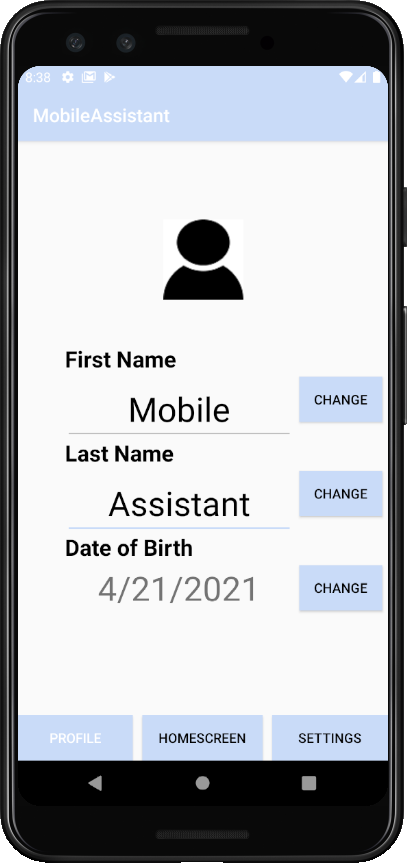 8:38
MobileAssistant
First Name
Mobile
CHANGE
Last Name
Assistant
CHANGE
Date of Birth
4/21/2021
CHANGE
PROFILE
HOMESCREEN
SETTINGS